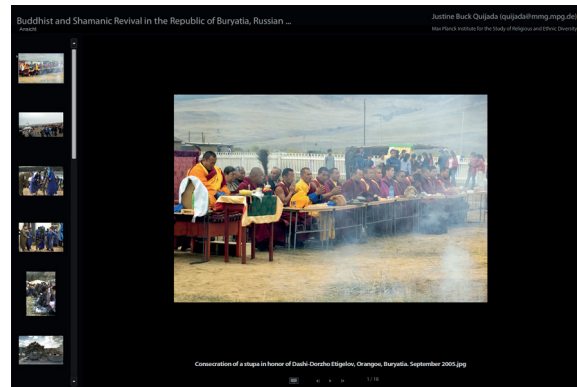 Buddhist and Shamanic Revival in the Republic of Buryatia, Russian ...
Ansicht
Justine Buck Quijada (quijada@mmg.mpg.de)
Max Planck Institute for the Study of Religious and Ethnic Diversity
Consecration of a stupa in honor of Dashi-Dorzho Etigelov, Orangoe, Buryatia. September 2005.jpg
1 / 18